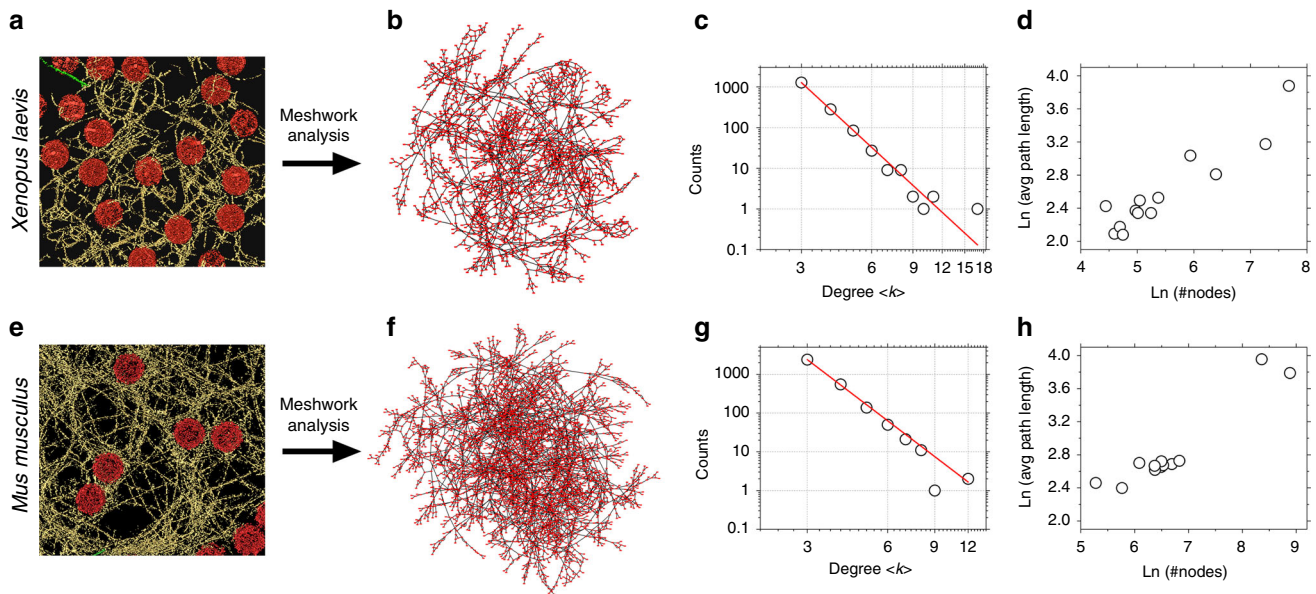 a
Xenopus laevis
Meshwork
analysis
b
c
Counts
1000
100
10
1
0.1
3
6
9
12
15
18
Degree <k>
d
Ln (avg path length)
4.0
3.6
3.2
2.8
2.4
2.0
4
5
6
7
8
Ln (#nodes)
e
Mus musculus
Meshwork
analysis
f
g
Counts
1000
100
10
1
0.1
3
6
9
12
Degree <k>
h
Ln (avg path length)
4.0
3.6
3.2
2.8
2.4
2.0
5
6
7
8
9
Ln (#nodes)